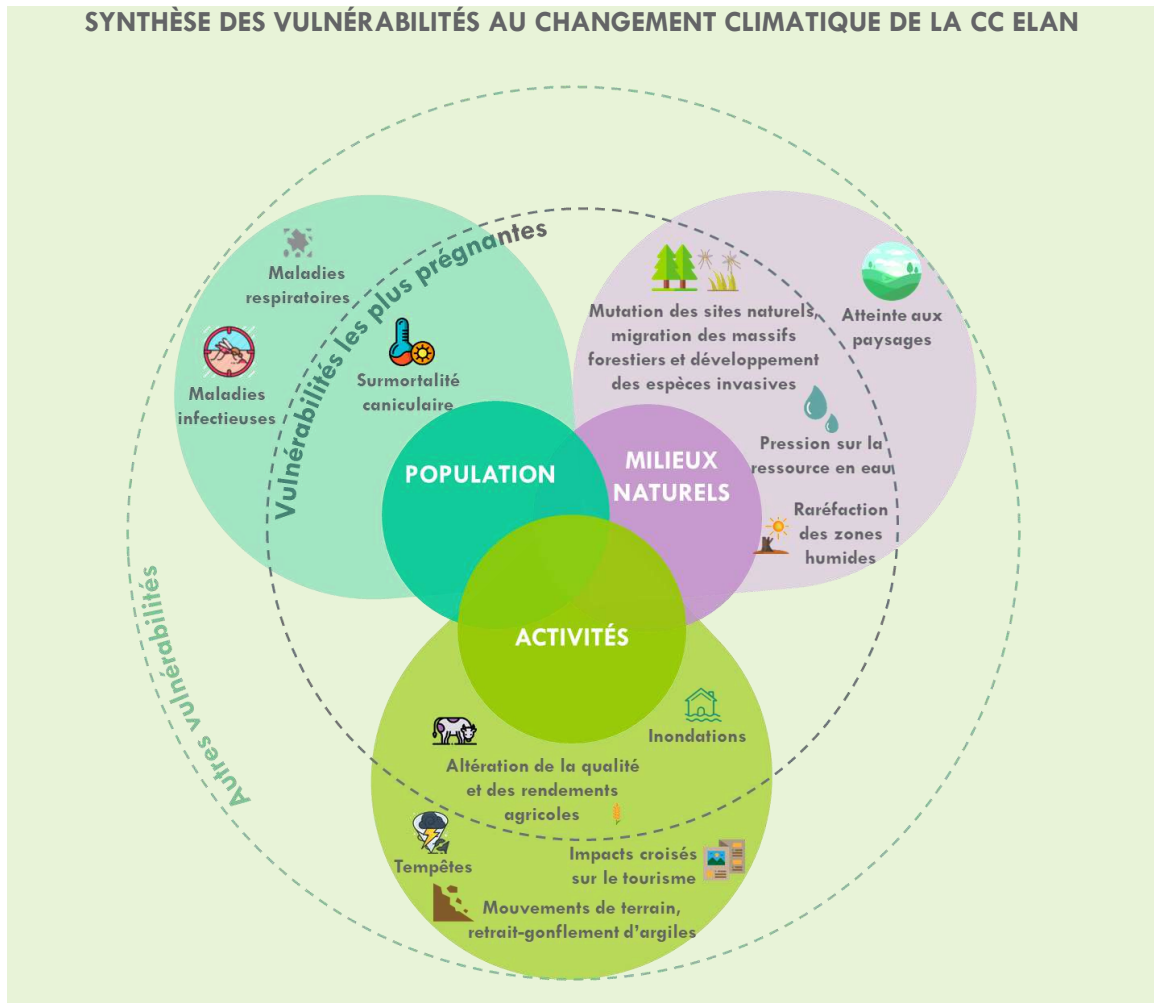 SYNTHÈSE DES VULNÉRABILITÉS AU CHANGEMENT CLIMATIQUE DE LA CC ELAN
Vulnérabilités les plus prégnantes
Autres vulnérabilités
Maladies
respiratoires
Maladies
infectieuses
Surmortalité
caniculaire
POPULATION
Mutation des sites naturels,
migration des massifs
forestiers et développement
des espèces invasives
Atteinte aux
paysages
Pression sur la
ressource en eau
MILIEUX
NATURELS
Raréfaction
des zones
humides
ACTIVITÉS
Inondations
Altération de la qualité
et des rendements
agricoles
Tempêtes
Impacts croisés
sur le tourisme
Mouvements de terrain,
retrait-gonflement d'argiles